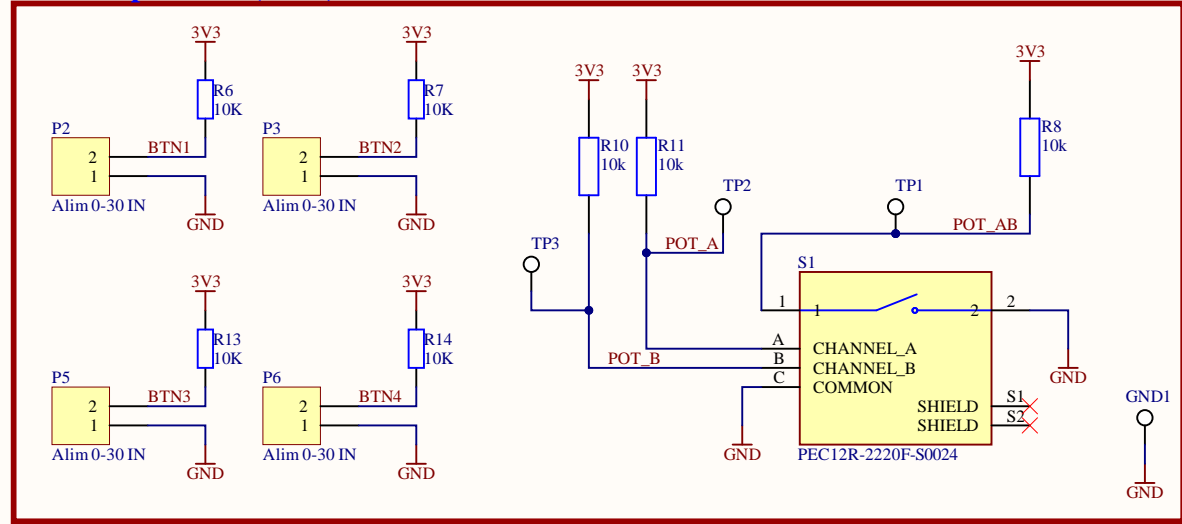 3V3
R6
10K
P2
BTN1
2
1
Alim 0-30 IN
GND
3V3
R7
10K
P3
BTN2
2
1
Alim 0-30 IN
GND
3V3
R13
10K
P5
BTN3
2
1
Alim 0-30 IN
GND
3V3
R14
10K
P6
BTN4
2
1
Alim 0-30 IN
GND
3V3
R10
10k
3V3
R11
10k
TP2
POT_A
TP3
POT_B
3V3
R8
10k
TP1
POT_AB
S1
1
1
2
2
A
CHANNEL_A
B
CHANNEL_B
C
COMMON
SHIELD
S1
SHIELD
S2
PEC12R-2220F-S0024
GND
GND
GND1
GND